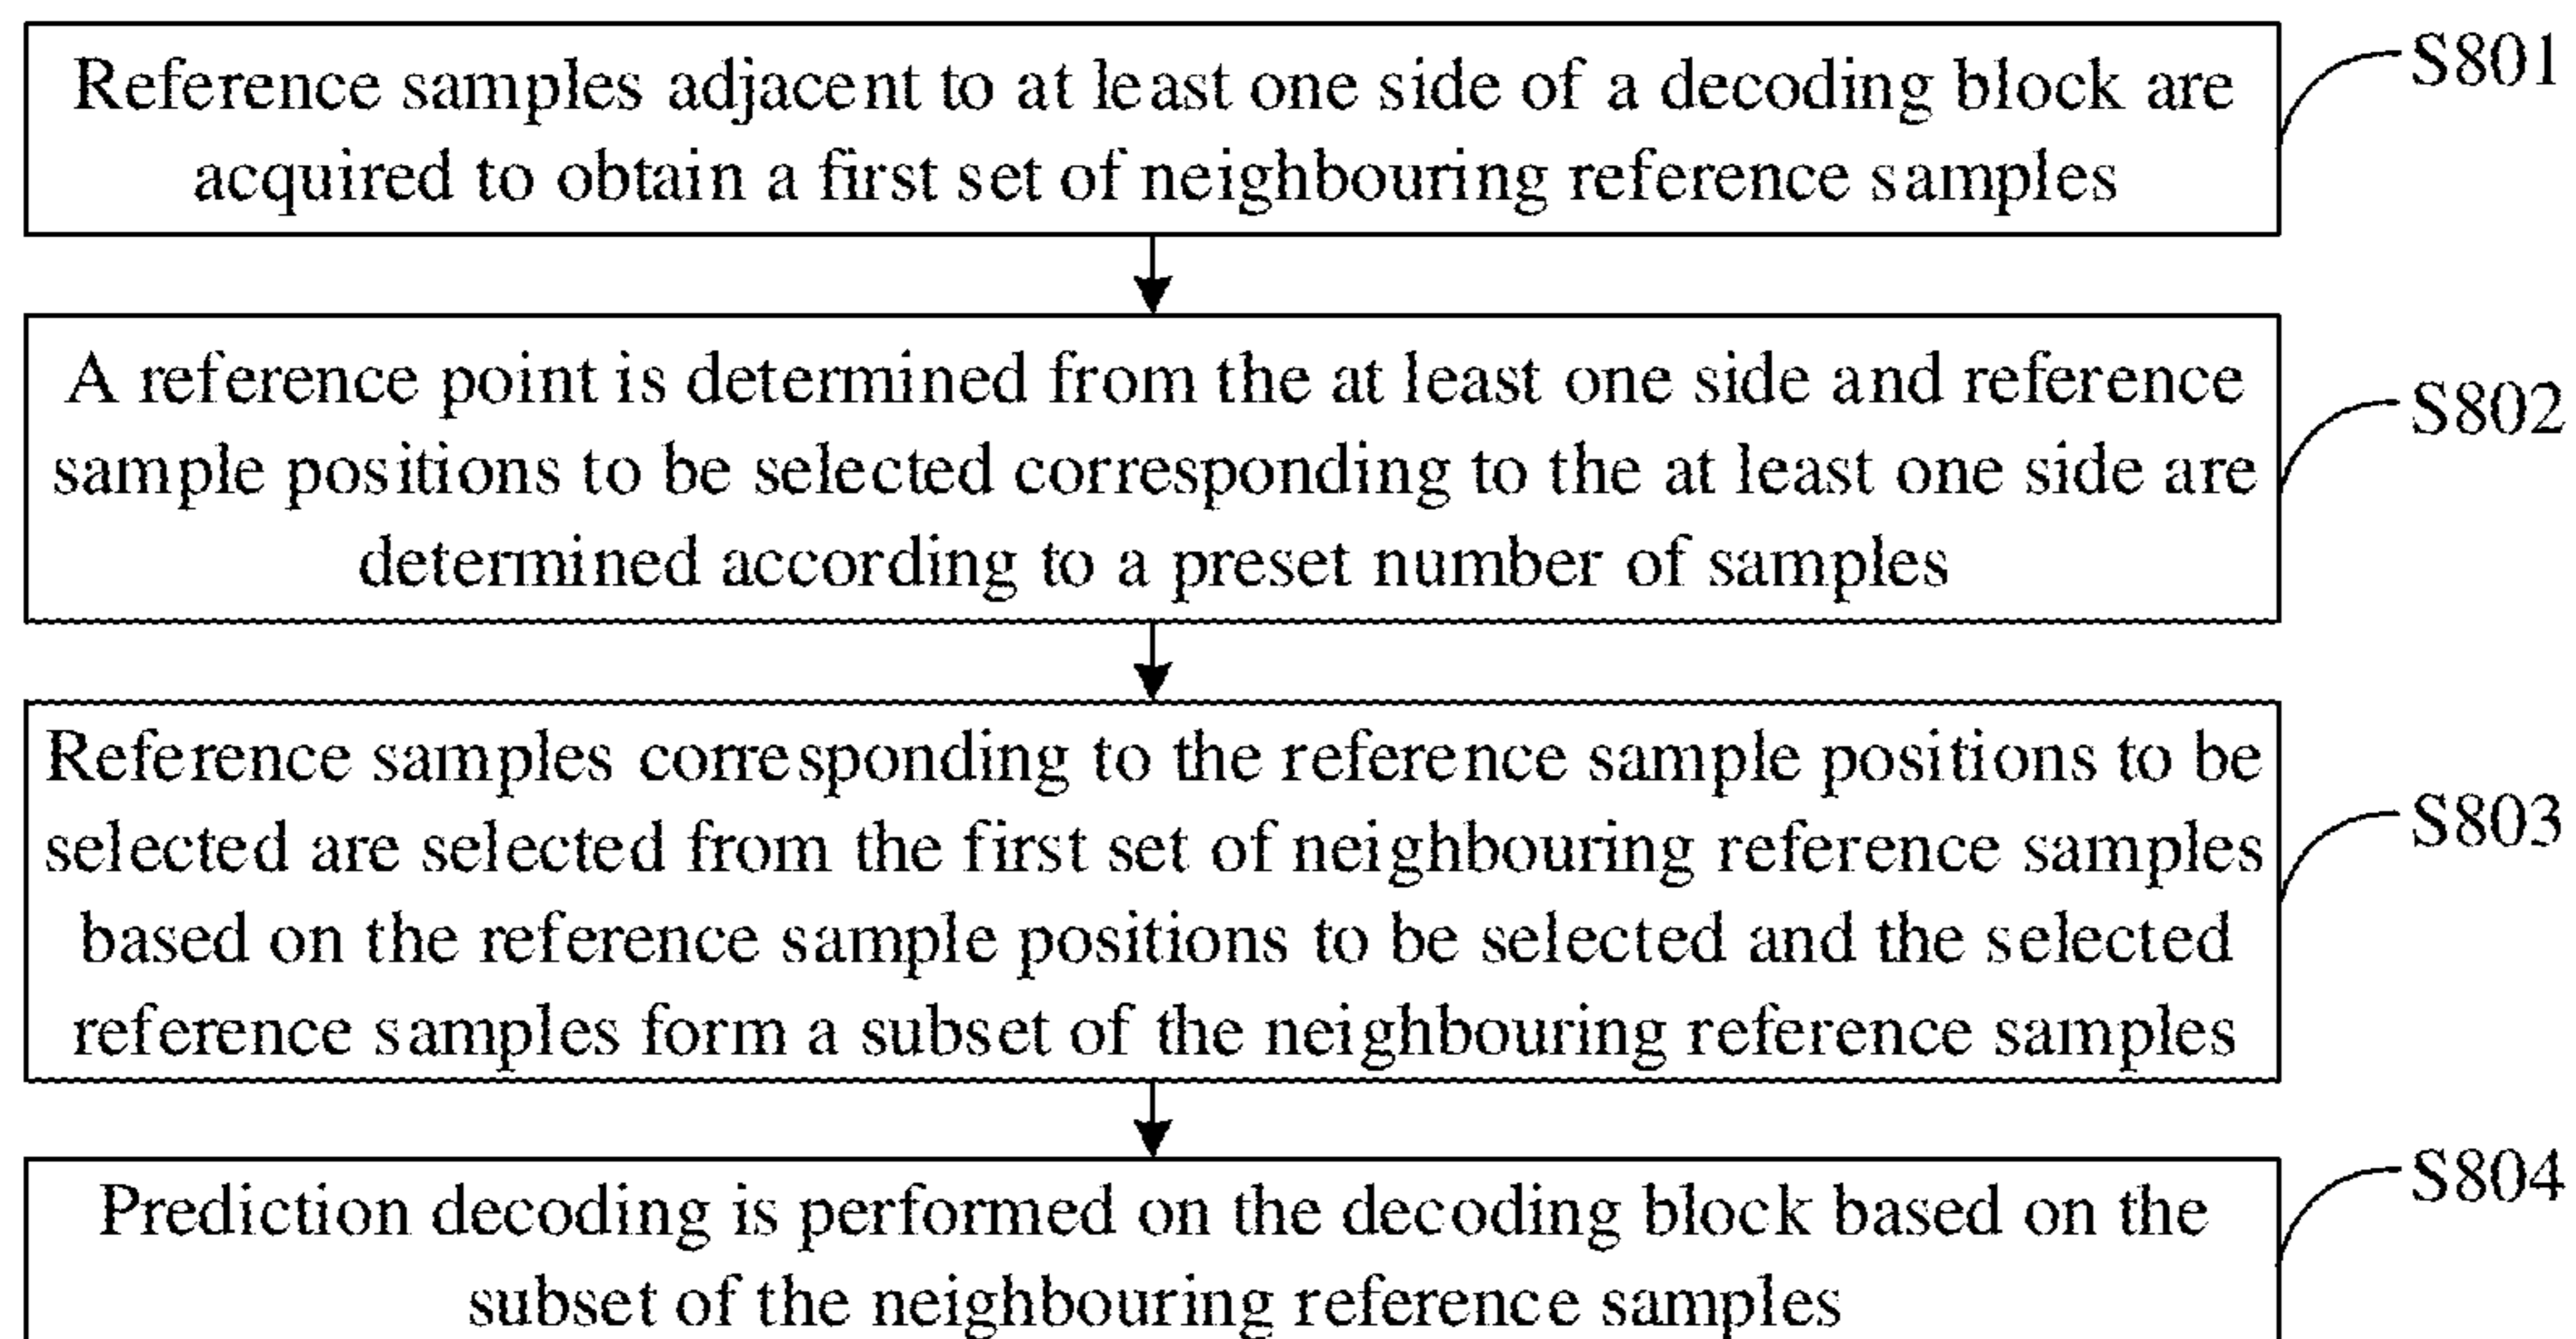 Reference samples adjacent to at least one side of a decoding block are
acquired to obtain a first set of neighbouring reference samples
S801
A reference point is determined from the at least one side and reference
sample positions to be selected corresponding to the at least one side are
determined according to a preset number of samples
S802
Reference samples corresponding to the reference sample positions to be
selected are selected from the first set of neighbouring reference samples
based on the reference sample positions to be selected and the selected
reference samples form a subset of the neighbouring reference samples
S803
Prediction decoding is performed on the decoding block based on the
subset of the neighbouring reference samples
S804